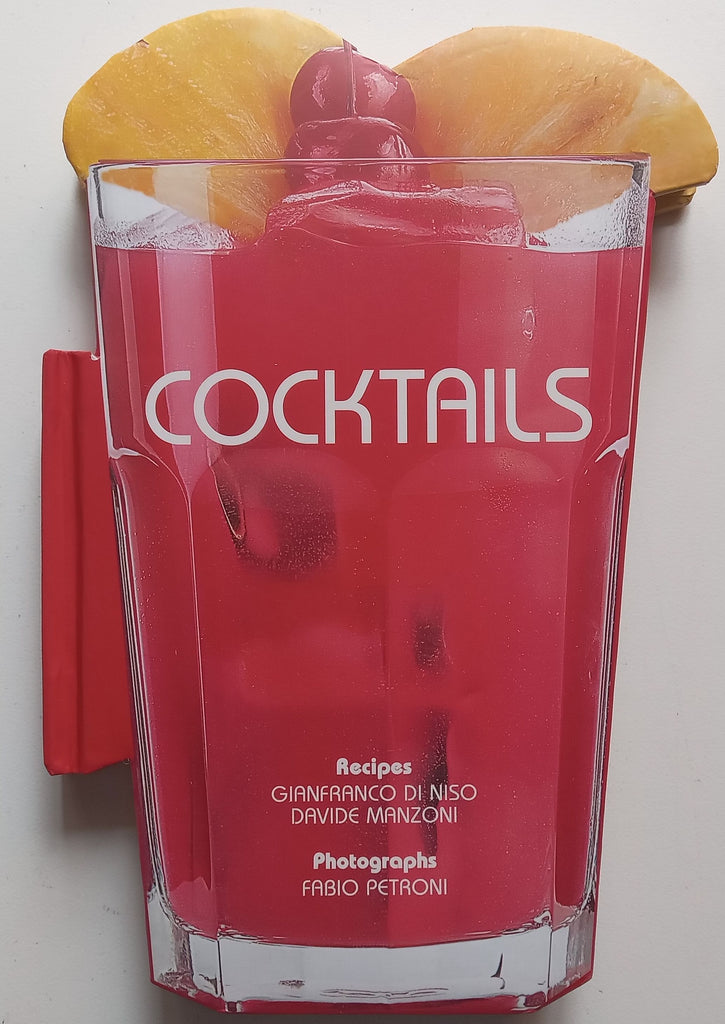 COCKTAILS
Recipes
GIANFRANCO DI NISO
DAVIDE MANZONI
Photographs
FABIO PETRONI